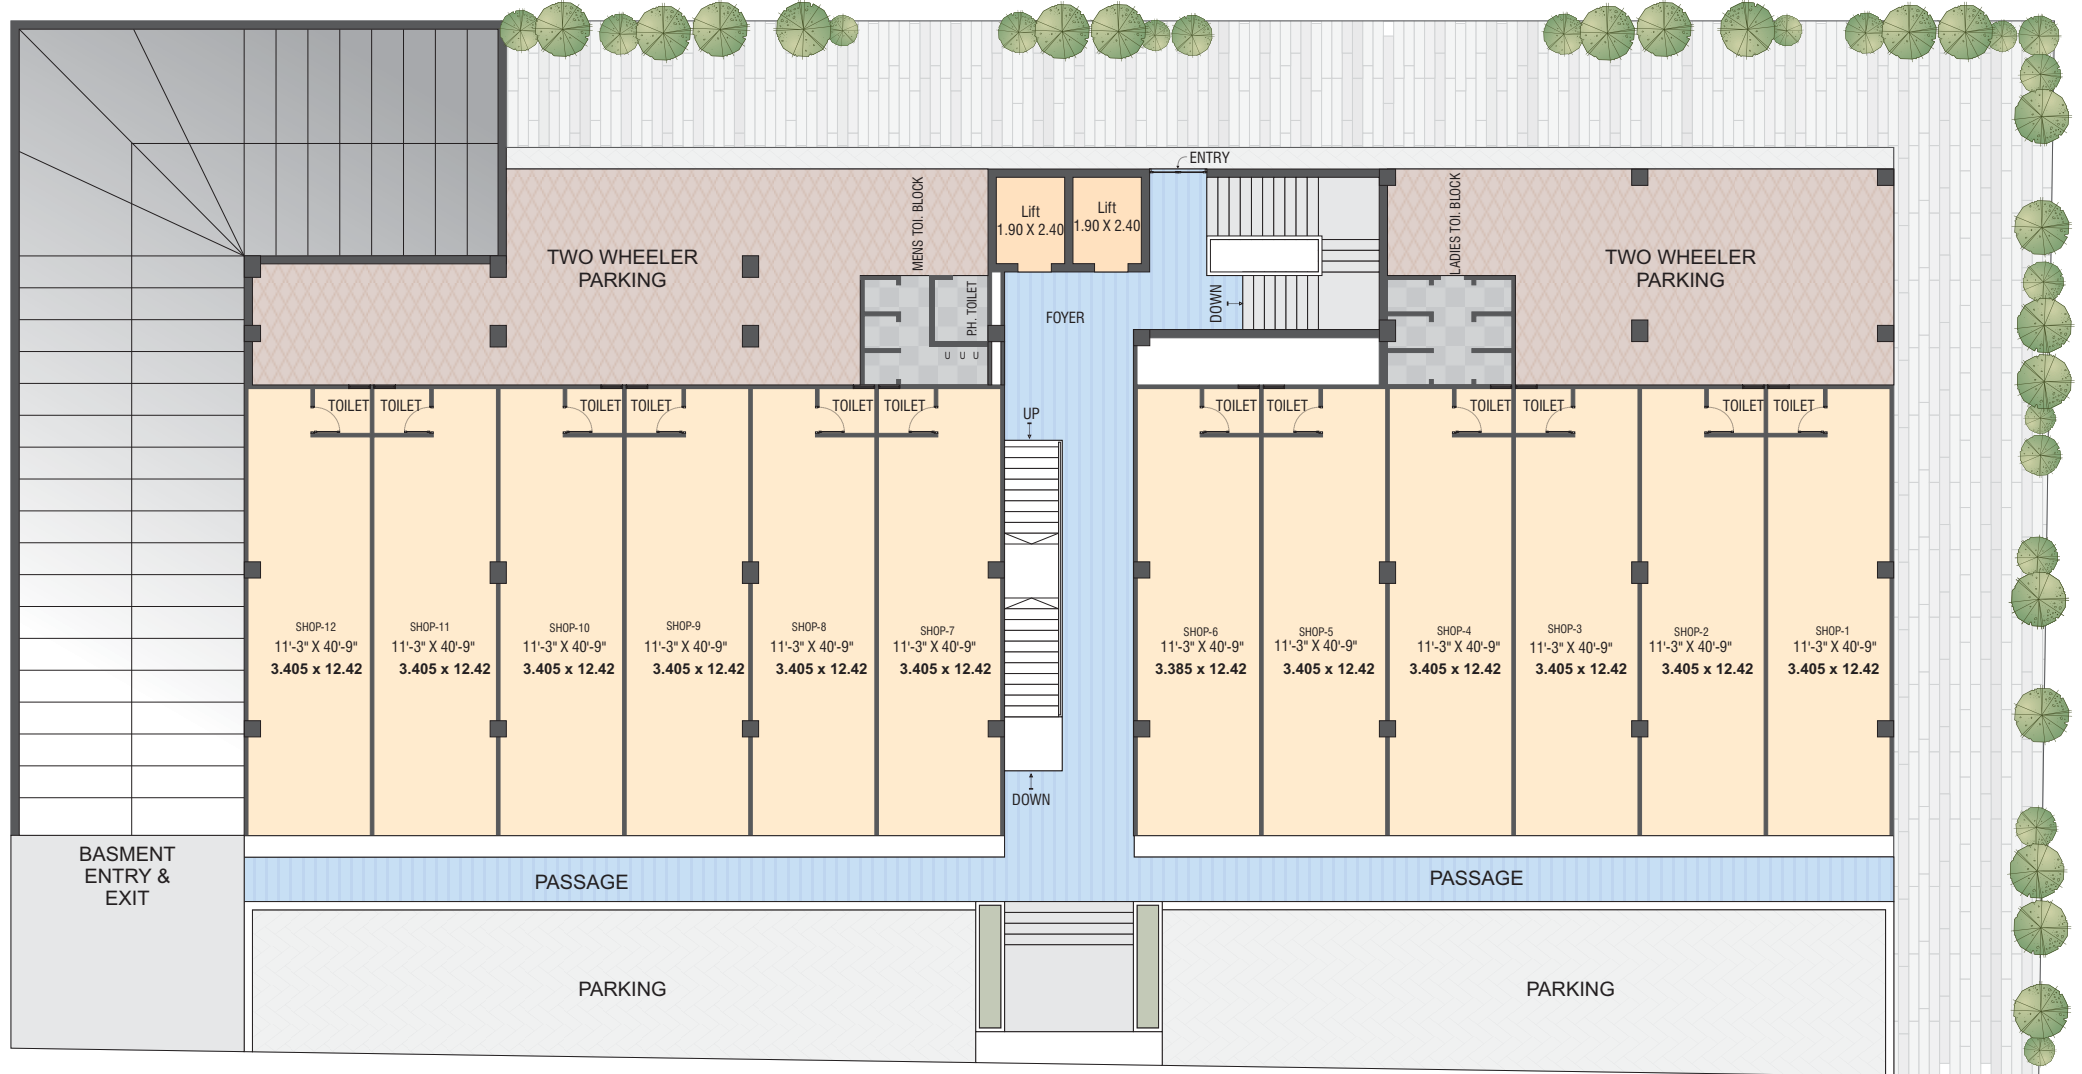 ENTRY
MENS TOI. BLOCK
Lift
1.90 X 2.40
Lift
1.90 X 2.40
LADIES TOI. BLOCK
TWO WHEELER
PARKING
TWO WHEELER
PARKING
P.H. TOILET
U U U
FOYER
DOWN
TOILET TOILET
TOILET TOILET
TOILET TOILET
UP
TOILET TOILET
TOILET TOILET
TOILET TOILET
SHOP-12
11'-3" X 40'-9"
3.405 x 12.42
SHOP-11
11'-3" X 40'-9"
3.405 x 12.42
SHOP-10
11'-3" X 40'-9"
3.405 x 12.42
SHOP-9
11'-3" X 40'-9"
3.405 x 12.42
SHOP-8
11'-3" X 40'-9"
3.405 x 12.42
SHOP-7
11'-3" X 40'-9"
3.405 x 12.42
SHOP-6
11'-3" X 40'-9"
3.385 x 12.42
SHOP-5
11'-3" X 40'-9"
3.405 x 12.42
SHOP-4
11'-3" X 40'-9"
3.405 x 12.42
SHOP-3
11'-3" X 40'-9"
3.405 x 12.42
SHOP-2
11'-3" X 40'-9"
3.405 x 12.42
SHOP-1
11'-3" X 40'-9"
3.405 x 12.42
DOWN
BASMENT
ENTRY &
EXIT
PASSAGE
PASSAGE
PARKING
PARKING